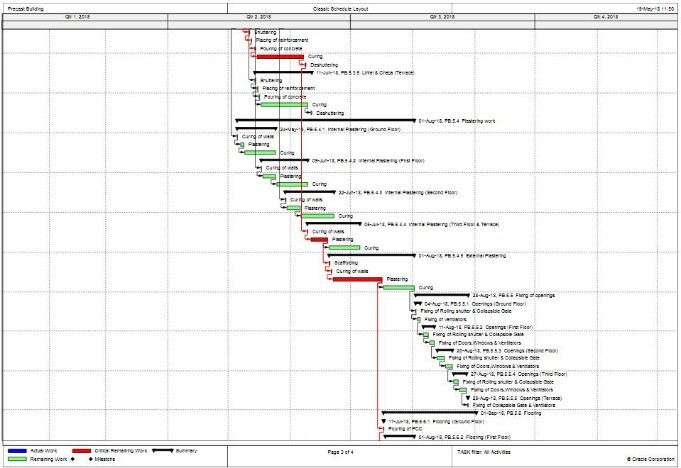 Precast Building Classic Schedule Layout 19-May-18 11:50
Qtr 1, 2018 Qtr 2, 2018 Qtr 3, 2018 Qtr 4, 2018
Shuttering
Placing of reinforcement
Pouring of concrete
Curing
Deshuttering
11-Jun-18, PB.5.3.5 Lintel & Chajja (Terrace)
Shuttering
Placing of reinforcement
Pouring of concrete
Curing
Deshuttering
01-Aug-18, PB.5.4 Plastering work
24-May-18, PB.5.4.1 Internal Plastering (Ground Floor)
Curing of walls
Plastering
Curing
09-Jun-18, PB.5.4.2 Internal Plastering (First Floor)
Curing of walls
Plastering
Curing
22-Jun-18, PB.5.4.3 Internal Plastering (Second Floor)
Curing of walls
Plastering
Curing
05-Jul-18, PB.5.4.4 Internal Plastering (Third Floor & Terrace)
Curing of walls
Plastering
Curing
01-Aug-18, PB.5.4.5 External Plastering
Scaffolding
Curing of walls
Plastering
Curing
28-Aug-18, PB.5.5 Fixing of openings
04-Aug-18, PB.5.5.1 Openings (Ground Floor)
Fixing of Rolling shutter & Collapsible Gate
Fixing of Ventilators
11-Aug-18, PB.5.5.2 Openings (First Floor)
Fixing of Rolling shutter & Collapsible Gate
Fixing of Doors,Windows & Ventilators
20-Aug-18, PB.5.5.3 Openings (Second Floor)
Fixing of Rolling shutter & Collapsible Gate
Fixing of Doors,Windows & Ventilators
27-Aug-18, PB.5.5.4 Openings (Third Floor)
Fixing of Rolling shutter & Collapsible Gate
Fixing of Doors,Windows & Ventilators
28-Aug-18, PB.5.5.5 Openings (Terrace)
Fixing of Collapsible Gate & Ventilators
01-Sep-18, PB.5.6 Flooring
17-Jul-18, PB.5.6.1 Flooring (Ground Floor)
Pouring of PCC
01-Aug-18, PB.5.6.2 Flooring (First Floor)
Actual Work Critical Remaining Work Summary Page 3 of 4 TASK filter: All Activities
Remaining Work Milestone © Oracle Corporation